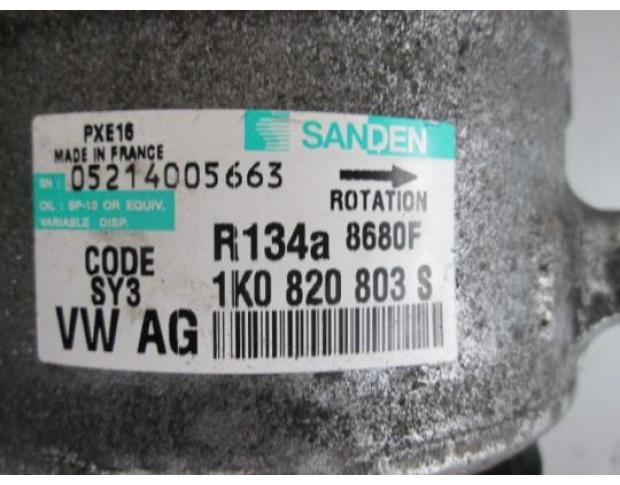 PXE16
MADE IN FRANCE
SANDEN
SN : 05214005663
ROTATION
OIL : SP-10 OR EQUIV.
VARIABLE DISP.
R134a 8680F
CODE
SY3
1K0 820 803 S
VW AG